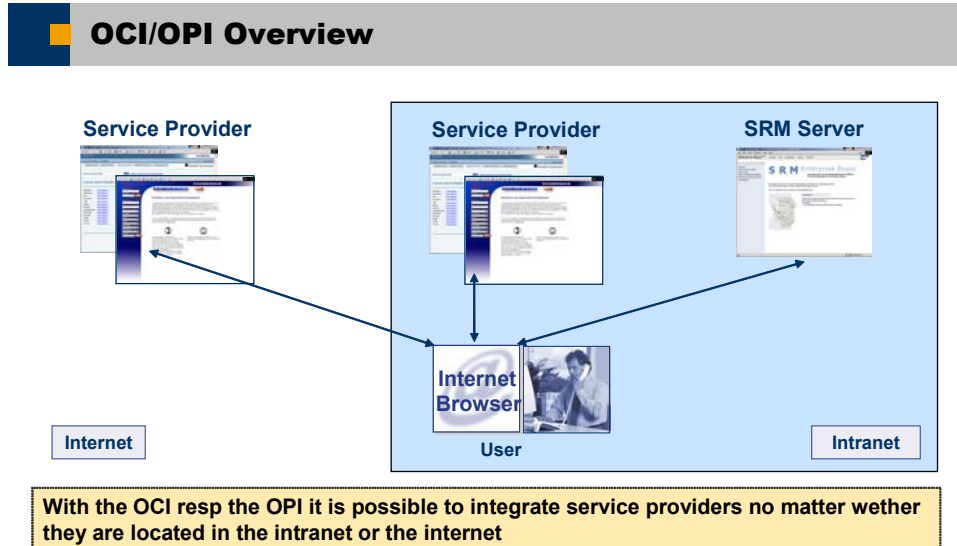 OCI/OPI Overview
Service Provider
Service Provider
SRM Server
S R M Enterprise Buyer
Internet
Browser
User
Internet
Intranet
With the OCI resp the OPI it is possible to integrate service providers no matter wether
they are located in the intranet or the internet